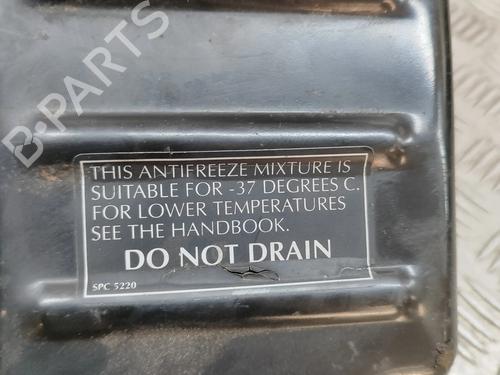 THIS ANTIFREEZE MIXTURE IS
SUITABLE FOR -37 DEGREES C.
FOR LOWER TEMPERATURES
SEE THE HANDBOOK.
DO NOT DRAIN
SPC 5220
B-PARTS